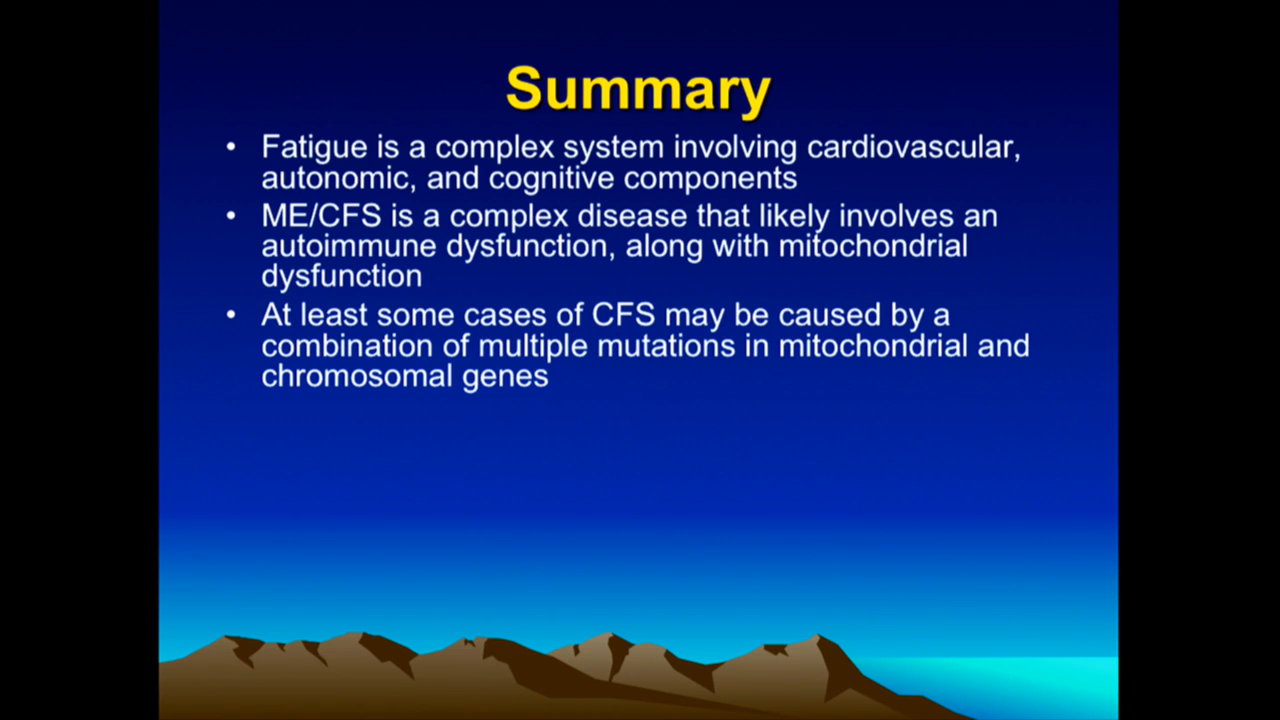 Summary
• Fatigue is a complex system involving cardiovascular,
autonomic, and cognitive components
• ME/CFS is a complex disease that likely involves an
autoimmune dysfunction, along with mitochondrial
dysfunction
• At least some cases of CFS may be caused by a
combination of multiple mutations in mitochondrial and
chromosomal genes